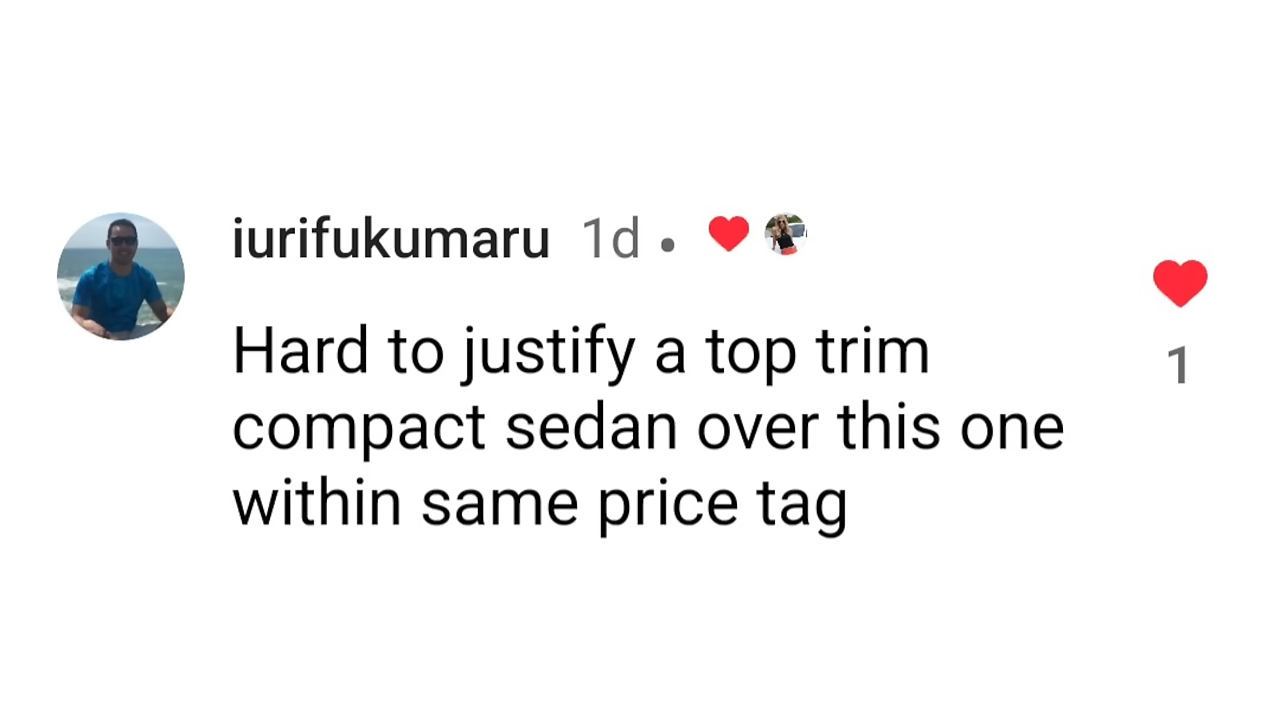 iurifukumaru 1d •
1
Hard to justify a top trim
compact sedan over this one
within same price tag